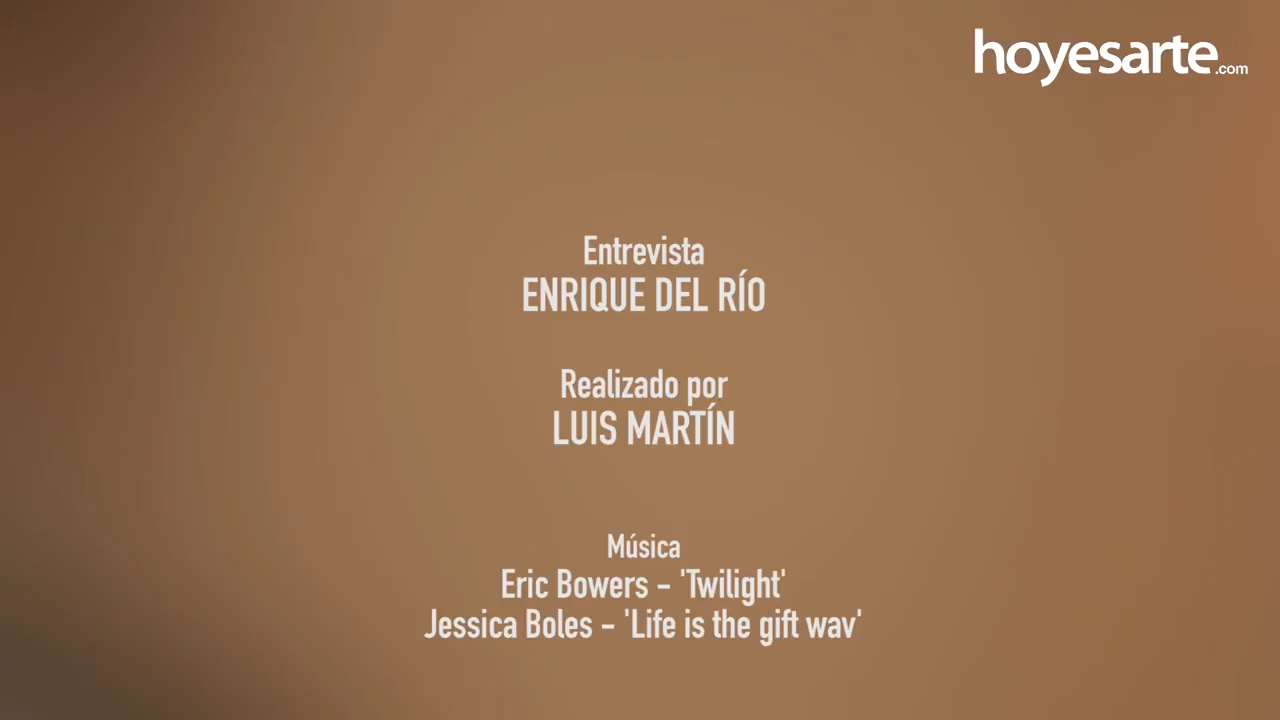 hoyesarte.com
Entrevista
ENRIQUE DEL RÍO
Realizado por
LUIS MARTÍN
Música
Eric Bowers - 'Twilight'
Jessica Boles - 'Life is the gift wav'